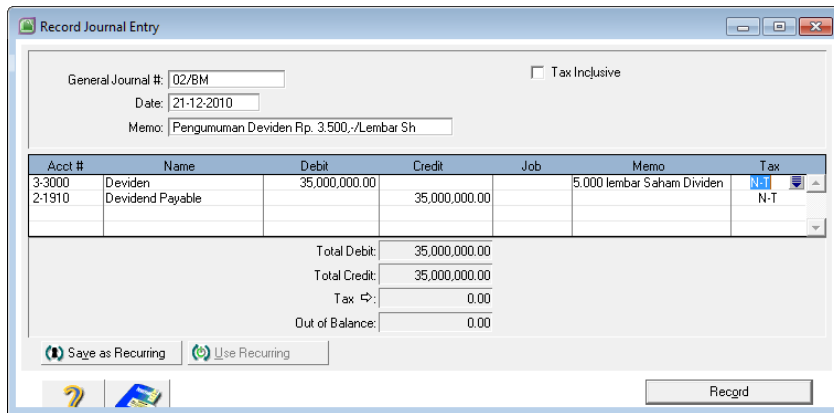 Record Journal Entry
General Journal #: 02/BM
Tax Inclusive
Date: 21-12-2010
Memo: Pengumuman Deviden Rp. 3.500,-/Lembar Sh
Acct # Name Debit Credit Job Memo Tax
3-3000 Deviden 35,000,000.00 5.000 lembar Saham Dividen N-T
2-1910 Devidend Payable 35,000,000.00 N-T
Total Debit: 35,000,000.00
Total Credit: 35,000,000.00
Tax ⇨: 0.00
Out of Balance: 0.00
Save as Recurring Use Recurring
Record